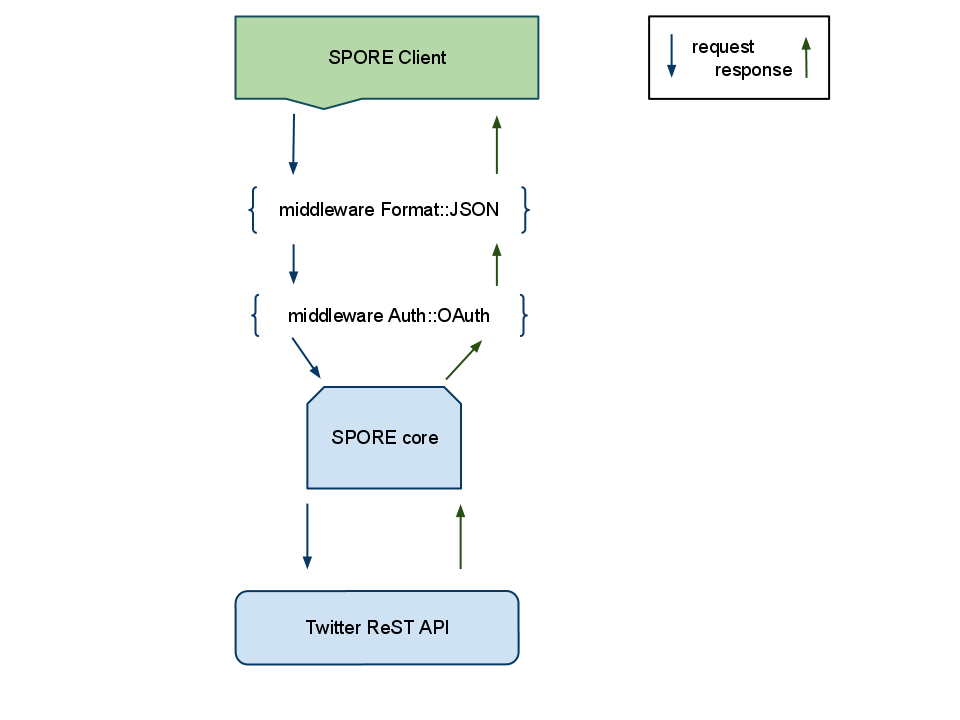 SPORE Client
request
response
middleware Format::JSON
middleware Auth::OAuth
SPORE core
Twitter ReST API